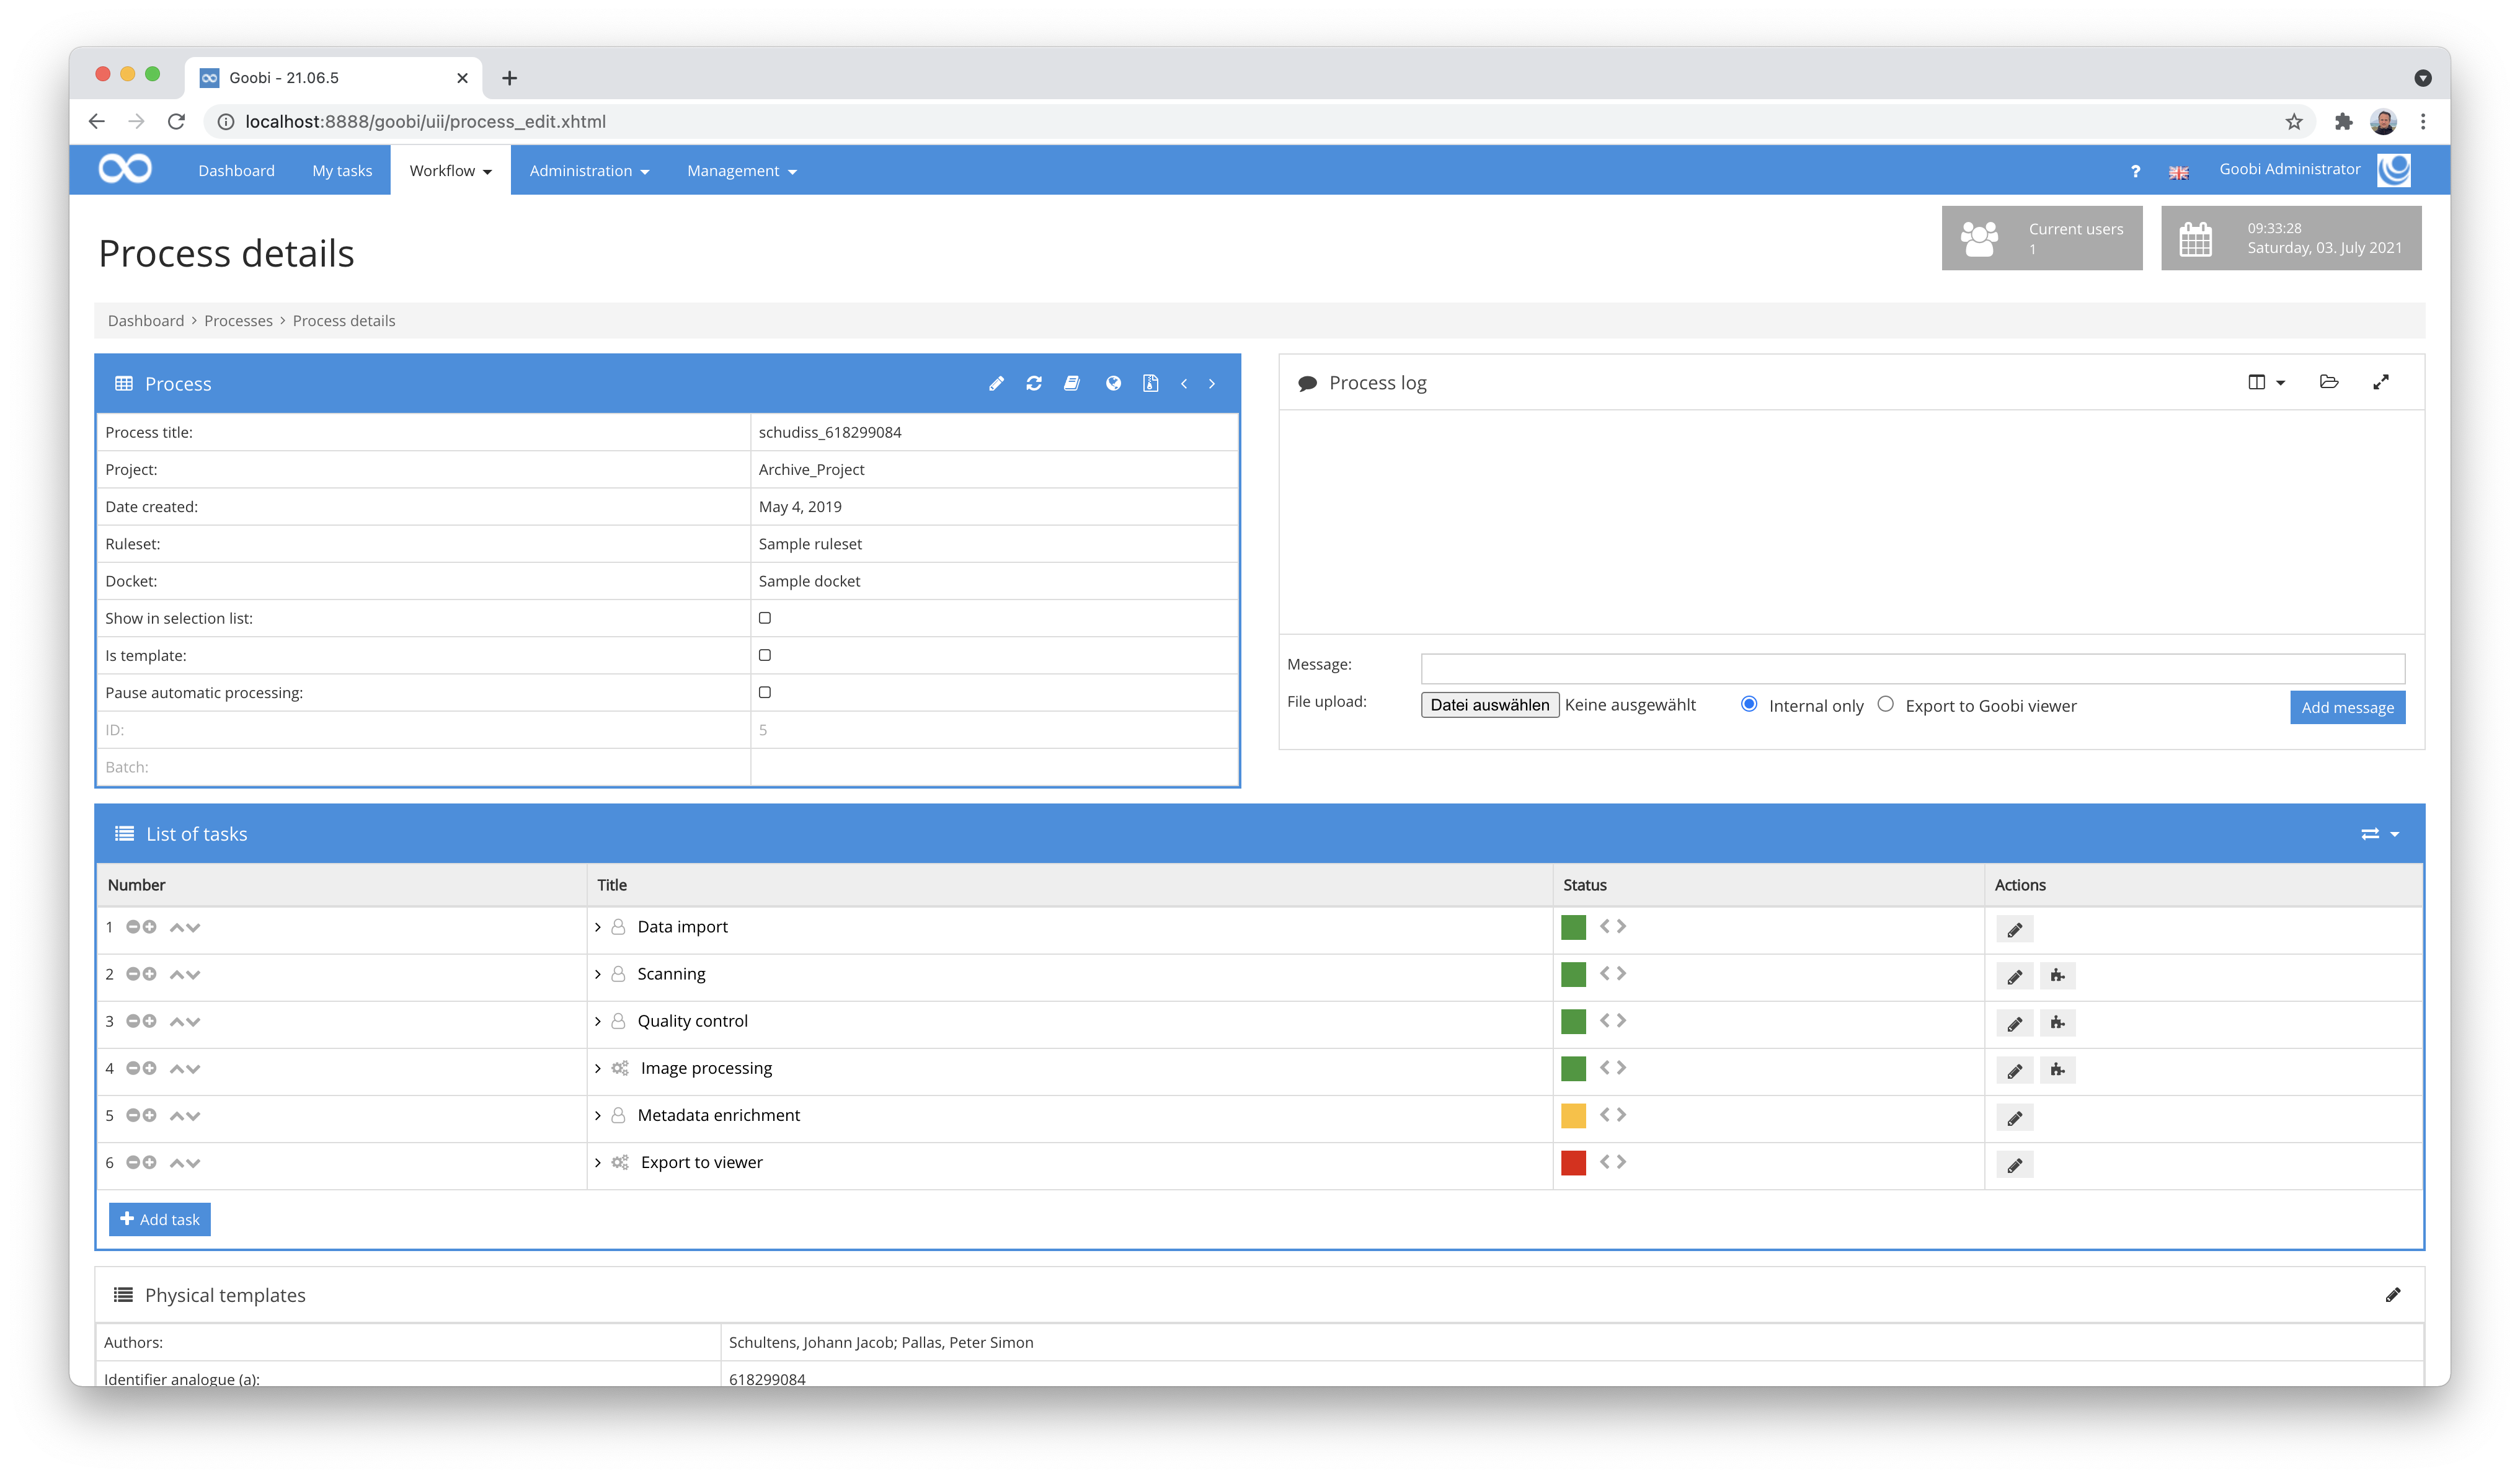 Goobi - 21.06.5
localhost:8888/goobi/uii/process_edit.xhtml
Dashboard My tasks Workflow Administration Management ? Goobi Administrator
Process details
Current users
1
09:33:28
Saturday, 03. July 2021
Dashboard > Processes > Process details
Process
Process title: schudiss_618299084
Project: Archive_Project
Date created: May 4, 2019
Ruleset: Sample ruleset
Docket: Sample docket
Show in selection list:
Is template:
Pause automatic processing:
ID: 5
Batch:
Process log
Message:
File upload: Datei auswählen Keine ausgewählt Internal only Export to Goobi viewer Add message
List of tasks
Number Title Status Actions
1 Data import
2 Scanning
3 Quality control
4 Image processing
5 Metadata enrichment
6 Export to viewer
Add task
Physical templates
Authors: Schultens, Johann Jacob; Pallas, Peter Simon
Identifier analogue (a): 618299084